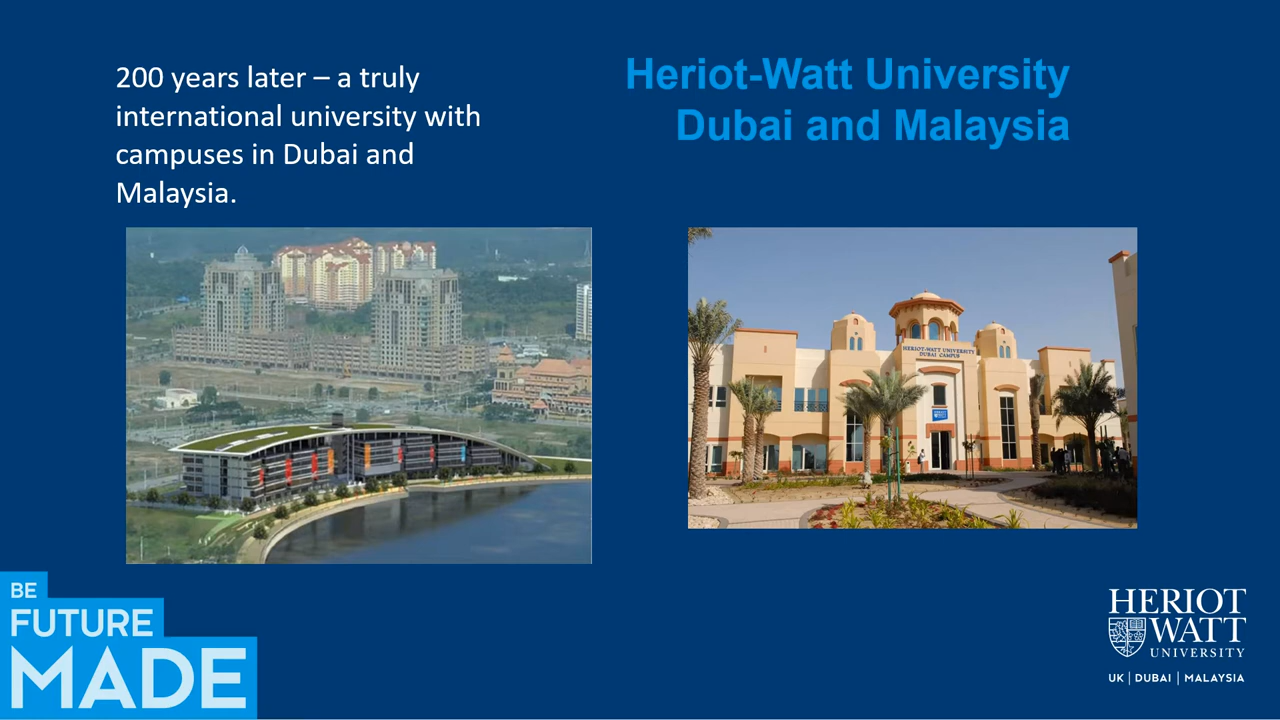 200 years later – a truly
international university with
campuses in Dubai and
Malaysia.
Heriot-Watt University
Dubai and Malaysia
HERIOT-WATT UNIVERSITY
DUBAI CAMPUS
BE
FUTURE
MADE
HERIOT
WATT
UNIVERSITY
UK | DUBAI | MALAYSIA